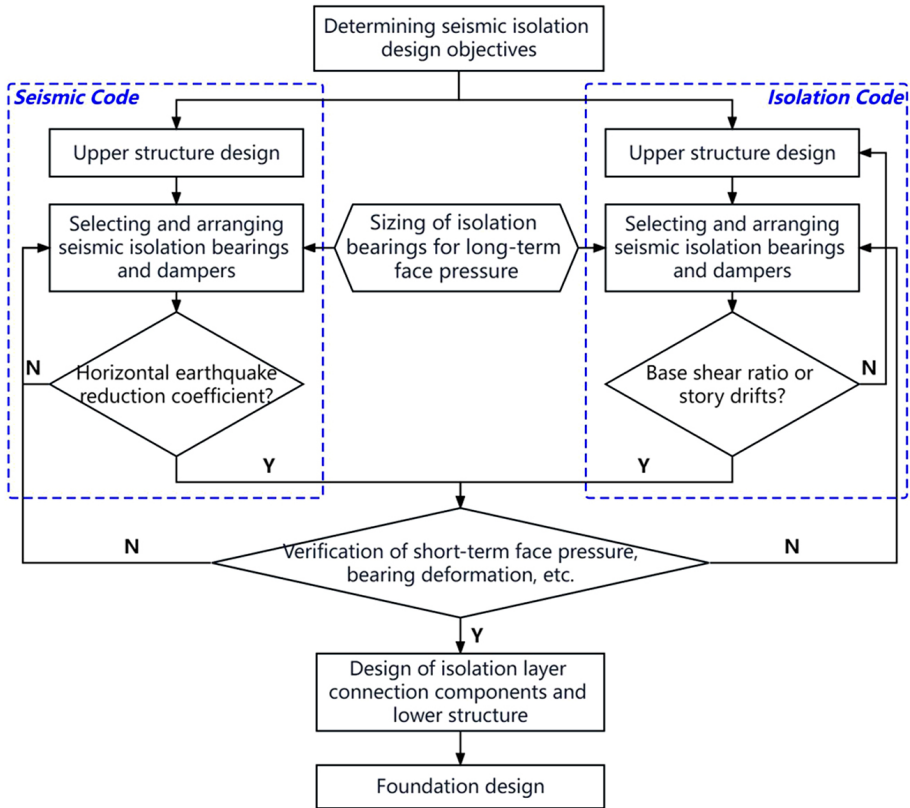 Determining seismic isolation
design objectives
Seismic Code
Isolation Code
Upper structure design
Upper structure design
Selecting and arranging
seismic isolation bearings
and dampers
Sizing of isolation
bearings for long-term
face pressure
Selecting and arranging
seismic isolation bearings
and dampers
N
Horizontal earthquake
reduction coefficient?
Base shear ratio or
story drifts?
N
Y
Y
N
Verification of short-term face pressure,
bearing deformation, etc.
N
Y
Design of isolation layer
connection components and
lower structure
Foundation design